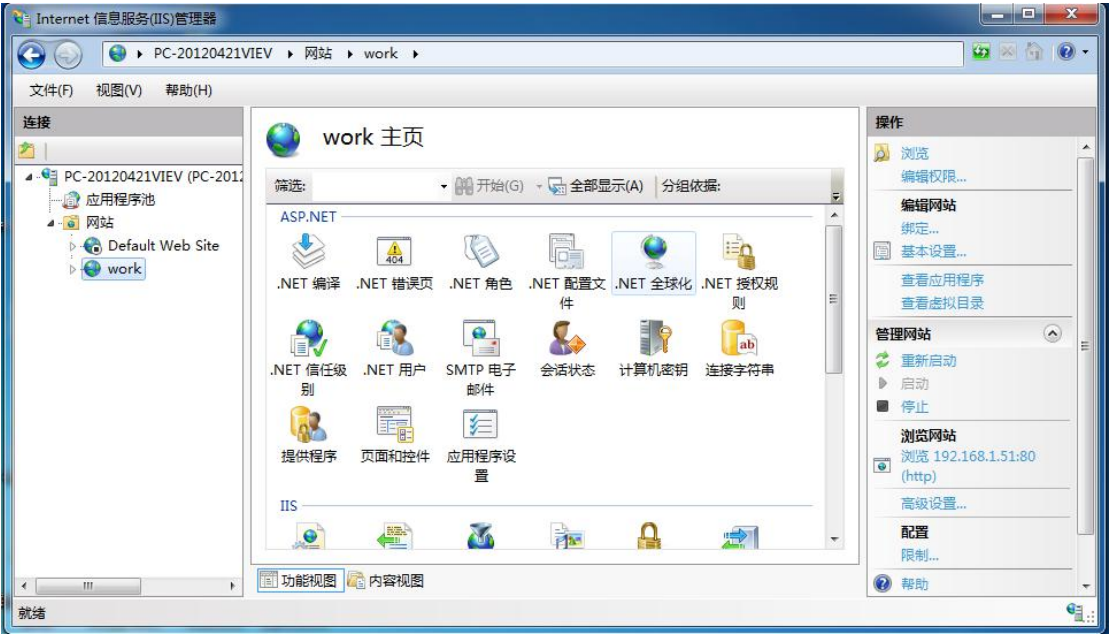 Internet 信息服务(IIS)管理器
PC-20120421VIEV 网站 work
文件(F) 视图(V) 帮助(H)
连接
PC-20120421VIEV (PC-2012
应用程序池
网站
Default Web Site
work
work 主页
筛选: 开始(G) 全部显示(A) 分组依据:
ASP.NET
404
.NET 编译 .NET 错误页 .NET 角色 .NET 配置文 .NET 全球化 .NET 授权规
件 则
ab
.NET 信任级 .NET 用户 SMTP 电子 会话状态 计算机密钥 连接字符串
别 邮件
提供程序 页面和控件 应用程序设
置
IIS
功能视图 内容视图
操作
浏览
编辑权限...
编辑网站
绑定...
基本设置...
查看应用程序
查看虚拟目录
管理网站
重新启动
启动
停止
浏览网站
浏览 192.168.1.51:80
(http)
高级设置...
配置
限制...
帮助
就绪